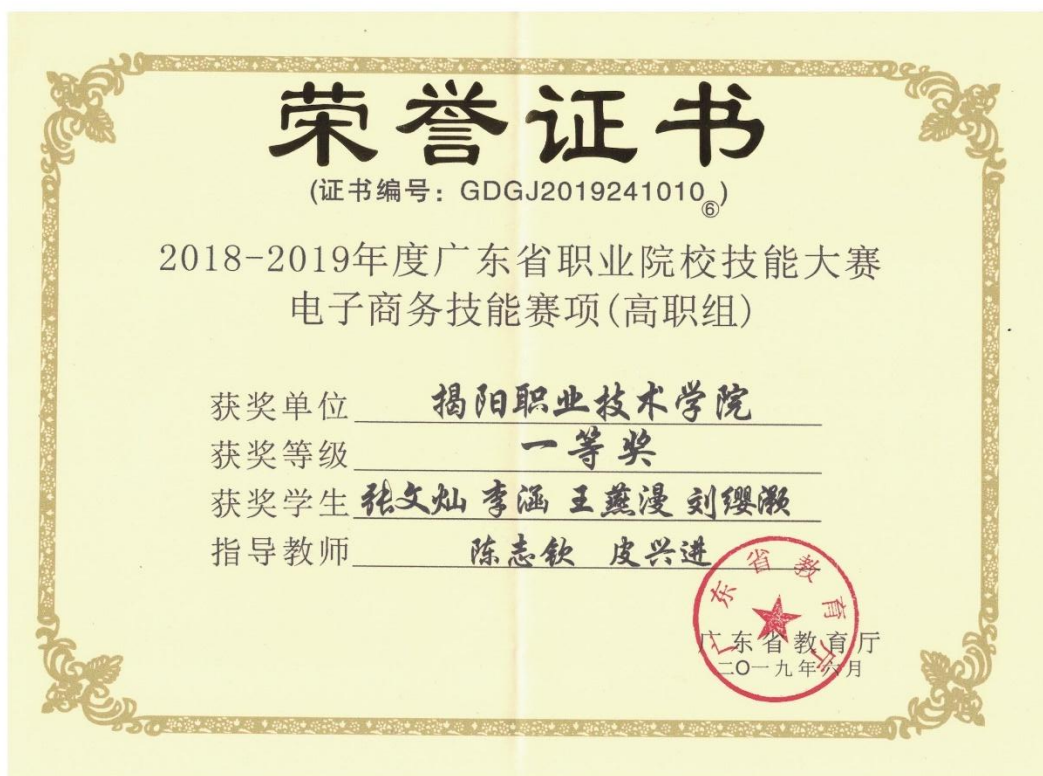 荣誉证书
(证书编号：GDGJ2019241010⑥)
2018-2019年度广东省职业院校技能大赛
电子商务技能赛项(高职组)
获奖单位 揭阳职业技术学院
获奖等级 一等奖
获奖学生 张文灿 李涵 王燕漫 刘缨灏
指导教师 陈志钦 皮兴进
广东省教育厅
广东省教育厅
二〇一九年六月